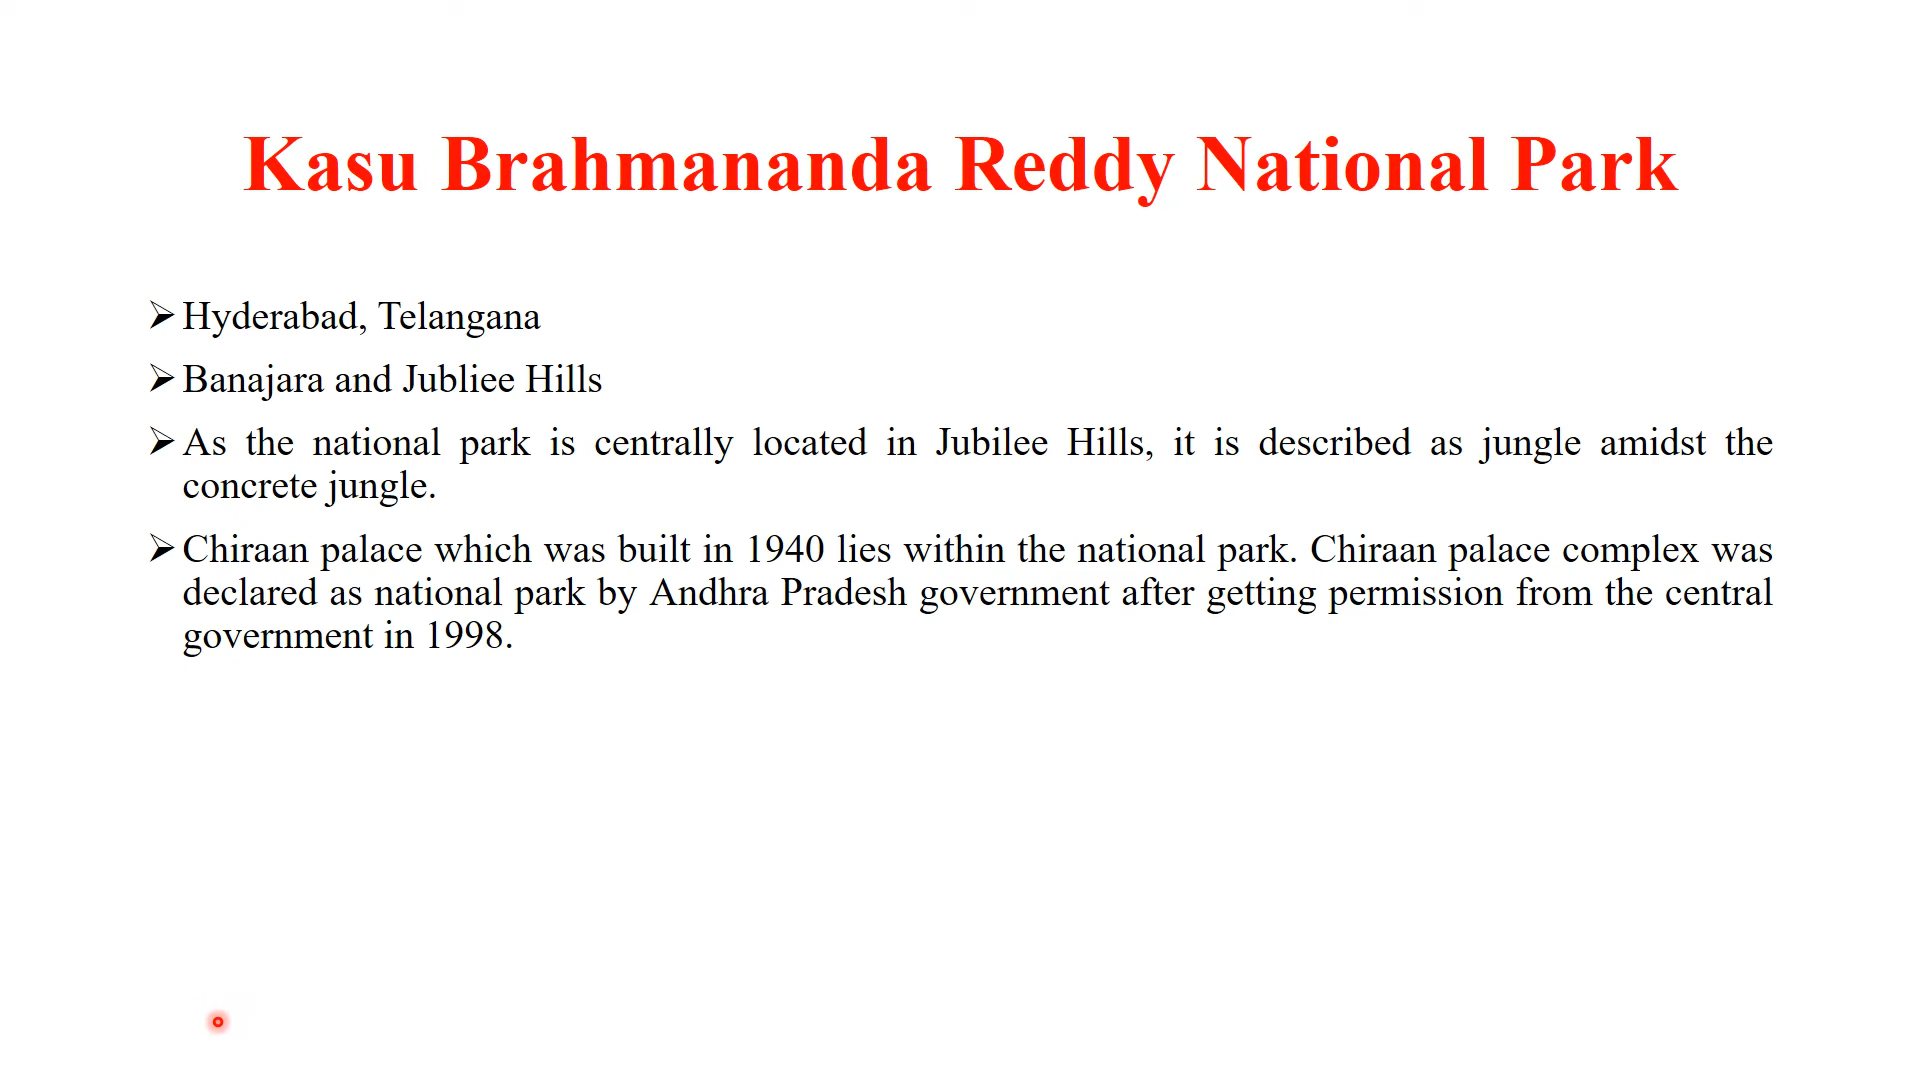 Kasu Brahmananda Reddy National Park
➢ Hyderabad, Telangana
➢ Banajara and Jubliee Hills
➢ As the national park is centrally located in Jubilee Hills, it is described as jungle amidst the
concrete jungle.
➢ Chiraan palace which was built in 1940 lies within the national park. Chiraan palace complex was
declared as national park by Andhra Pradesh government after getting permission from the central
government in 1998.